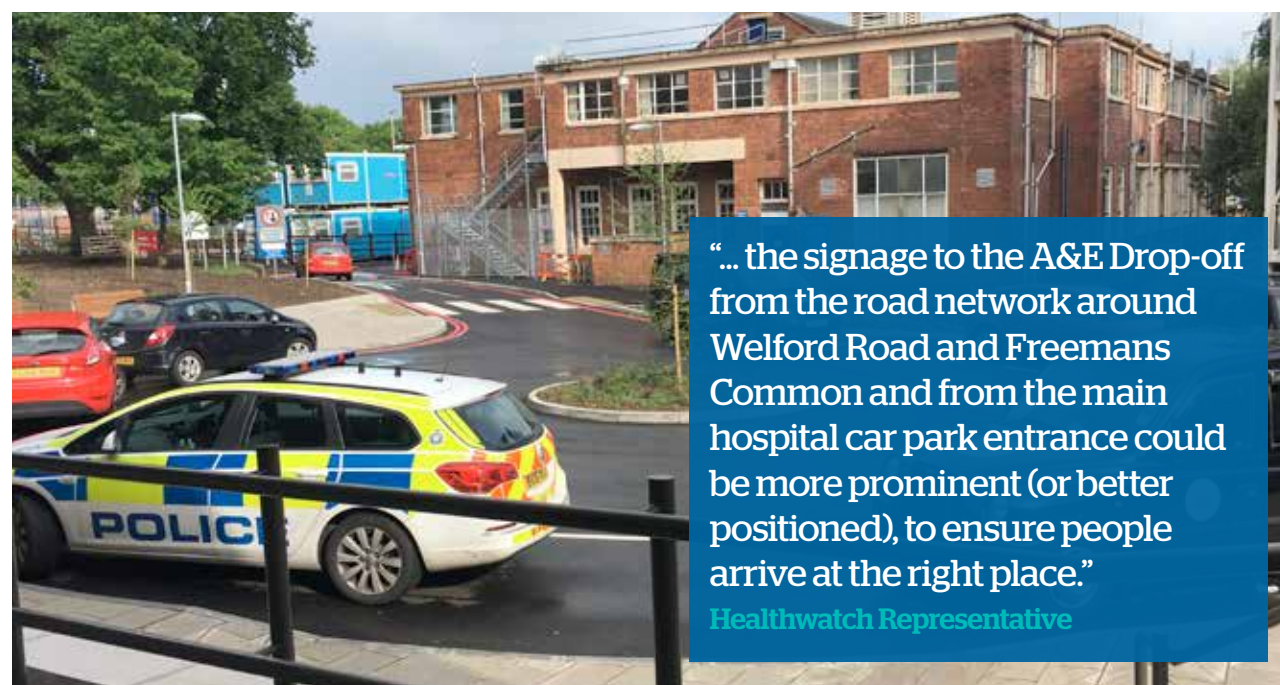 “... the signage to the A&E Drop-off
from the road network around
Welford Road and Freemans
Common and from the main
hospital car park entrance could
be more prominent (or better
positioned), to ensure people
arrive at the right place.”
Healthwatch Representative
POLICE